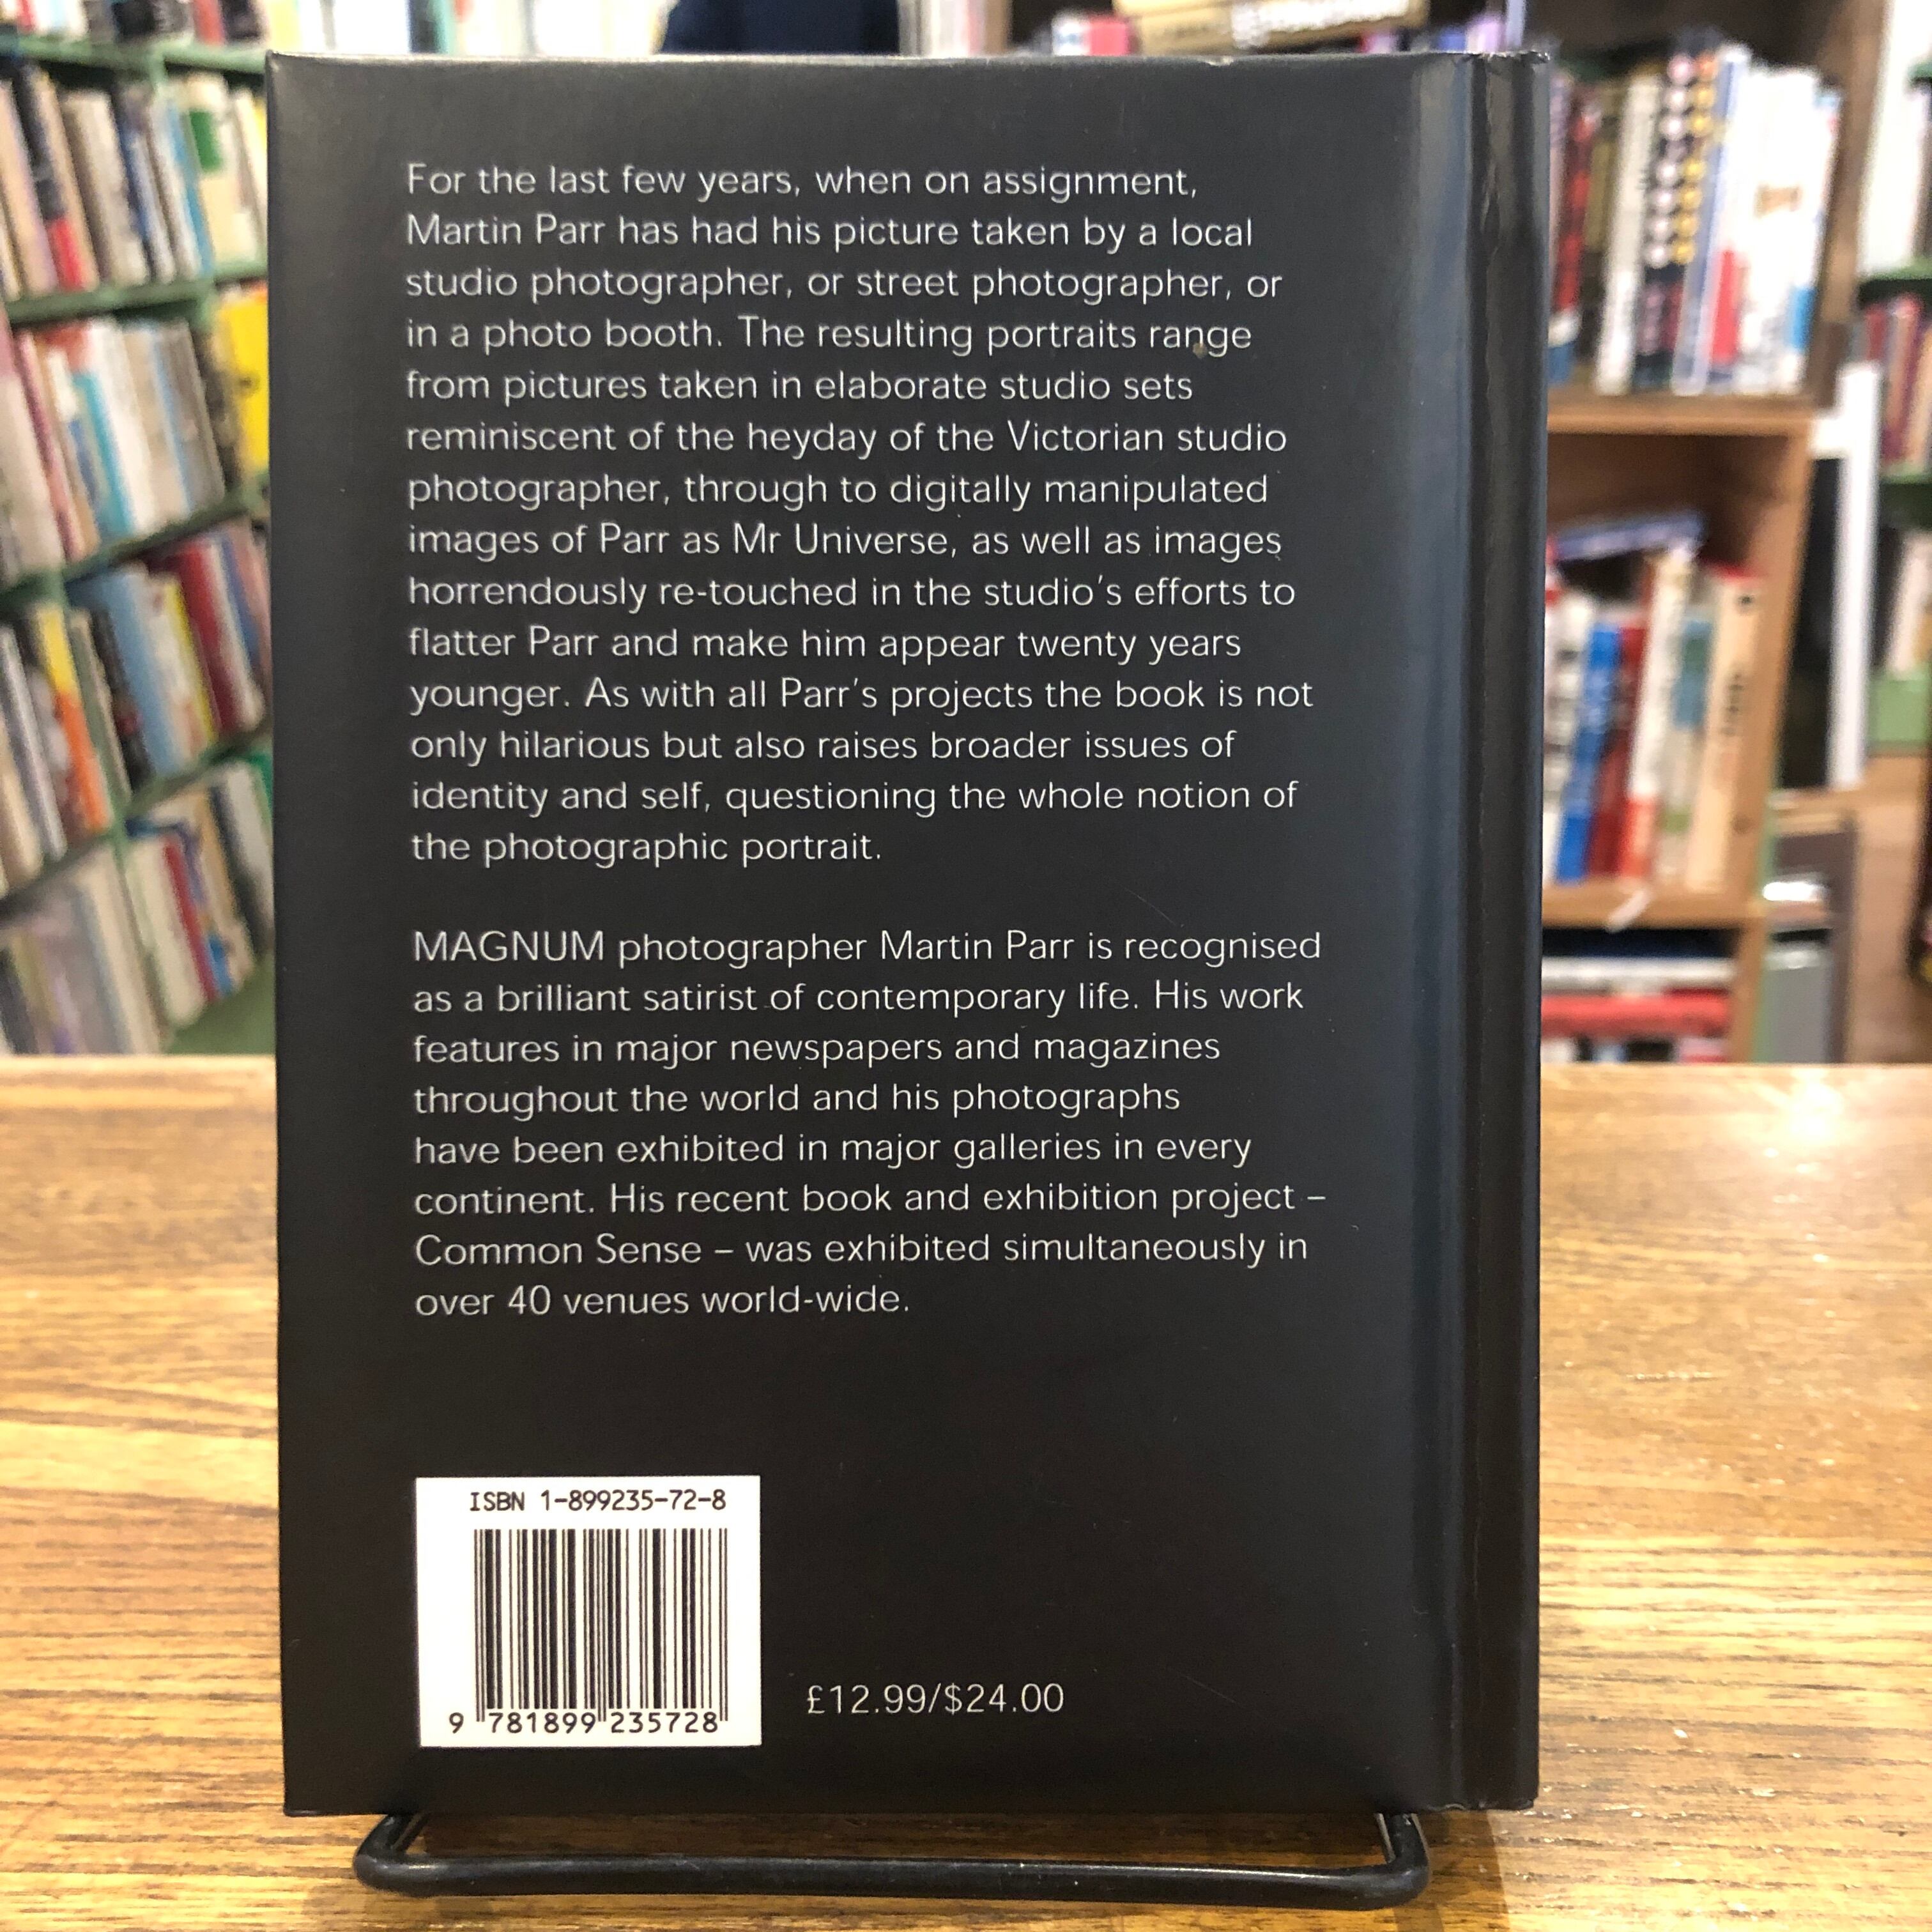 For the last few years, when on assignment,
Martin Parr has had his picture taken by a local
studio photographer, or street photographer, or
in a photo booth. The resulting portraits range
from pictures taken in elaborate studio sets
reminiscent of the heyday of the Victorian studio
photographer, through to digitally manipulated
images of Parr as Mr Universe, as well as images
horrendously re-touched in the studio's efforts to
flatter Parr and make him appear twenty years
younger. As with all Parr's projects the book is not
only hilarious but also raises broader issues of
identity and self, questioning the whole notion of
the photographic portrait.
MAGNUM photographer Martin Parr is recognised
as a brilliant satirist of contemporary life. His work
features in major newspapers and magazines
throughout the world and his photographs
have been exhibited in major galleries in every
continent. His recent book and exhibition project –
Common Sense – was exhibited simultaneously in
over 40 venues world-wide.
ISBN 1-899235-72-8
9 781899 235728
£12.99/$24.00